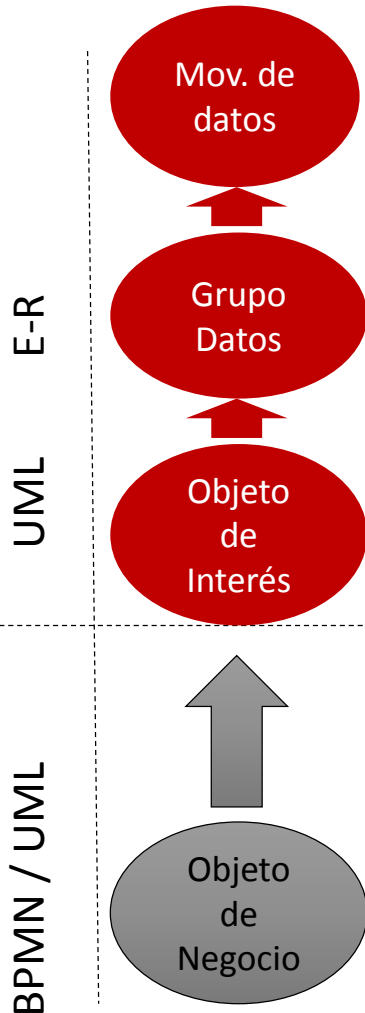 Mov. de
datos
E-R
Grupo
Datos
UML
Objeto
de
Interés
BPMN / UML
Objeto
de
Negocio